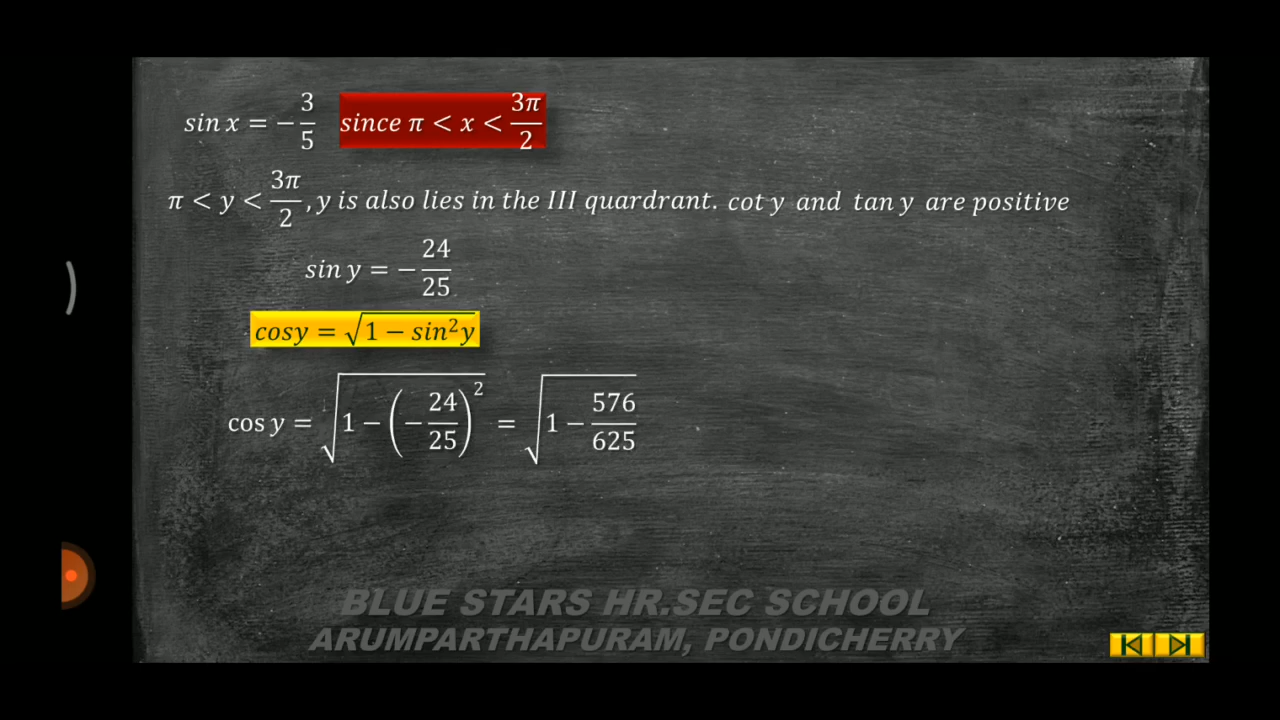 sin x = −3/5 since π < x < 3π/2
π < y < 3π/2, y is also lies in the III quardrant. cot y and tan y are positive
sin y = −24/25
cosy = √(1 − sin²y)
cos y = √(1 − (−24/25)²) = √(1 − 576/625)
BLUE STARS HR.SEC SCHOOL
ARUMPARTHAPURAM, PONDICHERRY